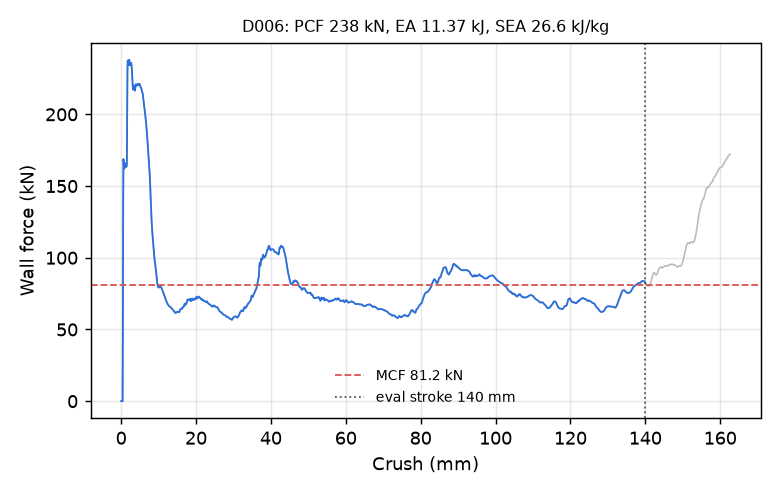 D006: PCF 238 kN, EA 11.37 kJ, SEA 26.6 kJ/kg
Wall force (kN)
200
150
100
50
0
MCF 81.2 kN
eval stroke 140 mm
0 20 40 60 80 100 120 140 160
Crush (mm)